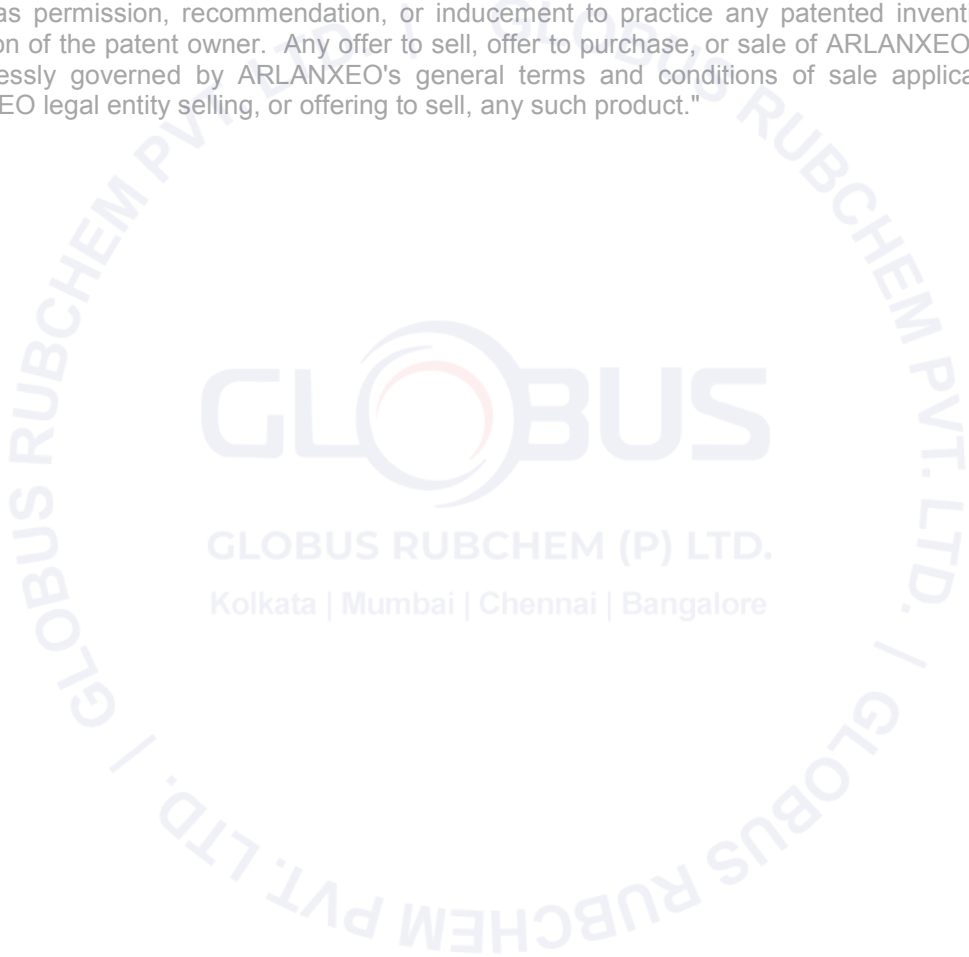 as permission, recommendation, or inducement to practice any patented invent
on of the patent owner. Any offer to sell, offer to purchase, or sale of ARLANXEO
essly governed by ARLANXEO's general terms and conditions of sale applica
EO legal entity selling, or offering to sell, any such product."
GLOBUS RUBCHEM PVT. LTD. | GLOBUS RUBCHEM PVT. LTD. |
GLOBUS
GLOBUS RUBCHEM (P) LTD.
Kolkata | Mumbai | Chennai | Bangalore